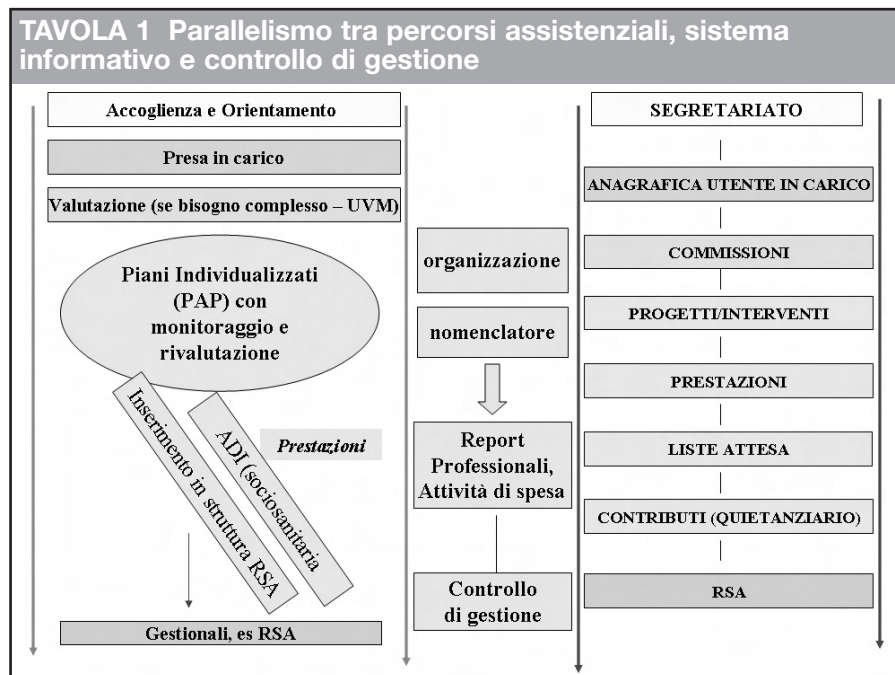 TAVOLA 1 Parallelismo tra percorsi assistenziali, sistema
informativo e controllo di gestione
Accoglienza e Orientamento
Presa in carico
Valutazione (se bisogno complesso – UVM)
Piani Individualizzati
(PAP) con
monitoraggio e
rivalutazione
Inserimento in struttura RSA
ADI (sociosanitaria
Prestazioni
Gestionali, es RSA
organizzazione
nomenclatore
Report
Professionali,
Attività di spesa
Controllo
di gestione
SEGRETARIATO
ANAGRAFICA UTENTE IN CARICO
COMMISSIONI
PROGETTI/INTERVENTI
PRESTAZIONI
LISTE ATTESA
CONTRIBUTI (QUIETANZIARIO)
RSA